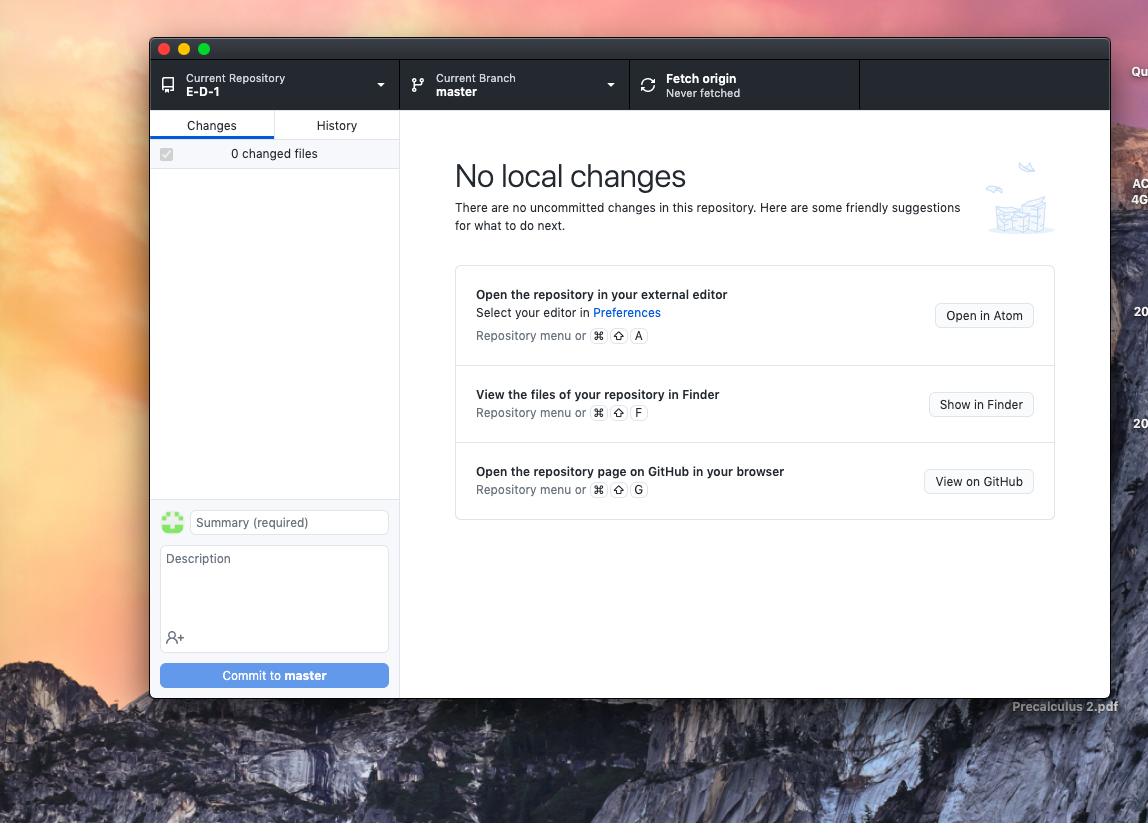 Current Repository
E-D-1
Current Branch
master
Fetch origin
Never fetched
Changes
History
0 changed files
No local changes
There are no uncommitted changes in this repository. Here are some friendly suggestions
for what to do next.
Open the repository in your external editor
Select your editor in Preferences
Repository menu or ⌘ ⇧ A
Open in Atom
View the files of your repository in Finder
Repository menu or ⌘ ⇧ F
Show in Finder
Open the repository page on GitHub in your browser
Repository menu or ⌘ ⇧ G
View on GitHub
Summary (required)
Description
Commit to master
Qu
AC
4G
20
20
Precalculus 2.pdf